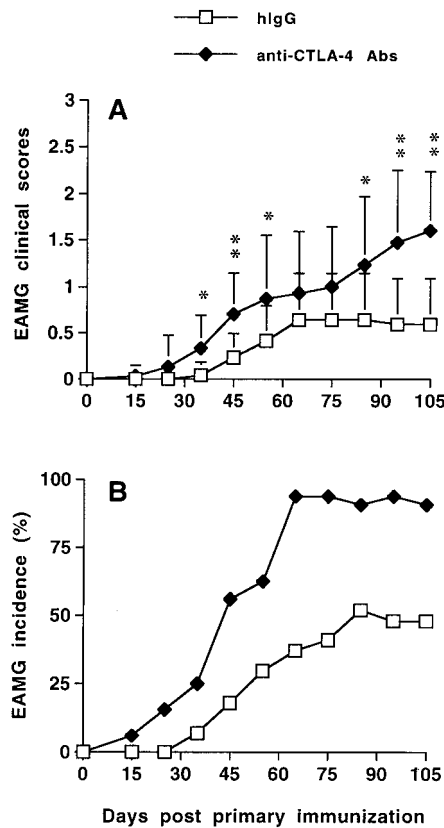 hIgG
anti-CTLA-4 Abs
A
EAMG clinical scores
3
2.5
2
1.5
1
0.5
0
* ** * * ** **
0 15 30 45 60 75 90 105
B
EAMG incidence (%)
100
75
50
25
0
0 15 30 45 60 75 90 105
Days post primary immunization